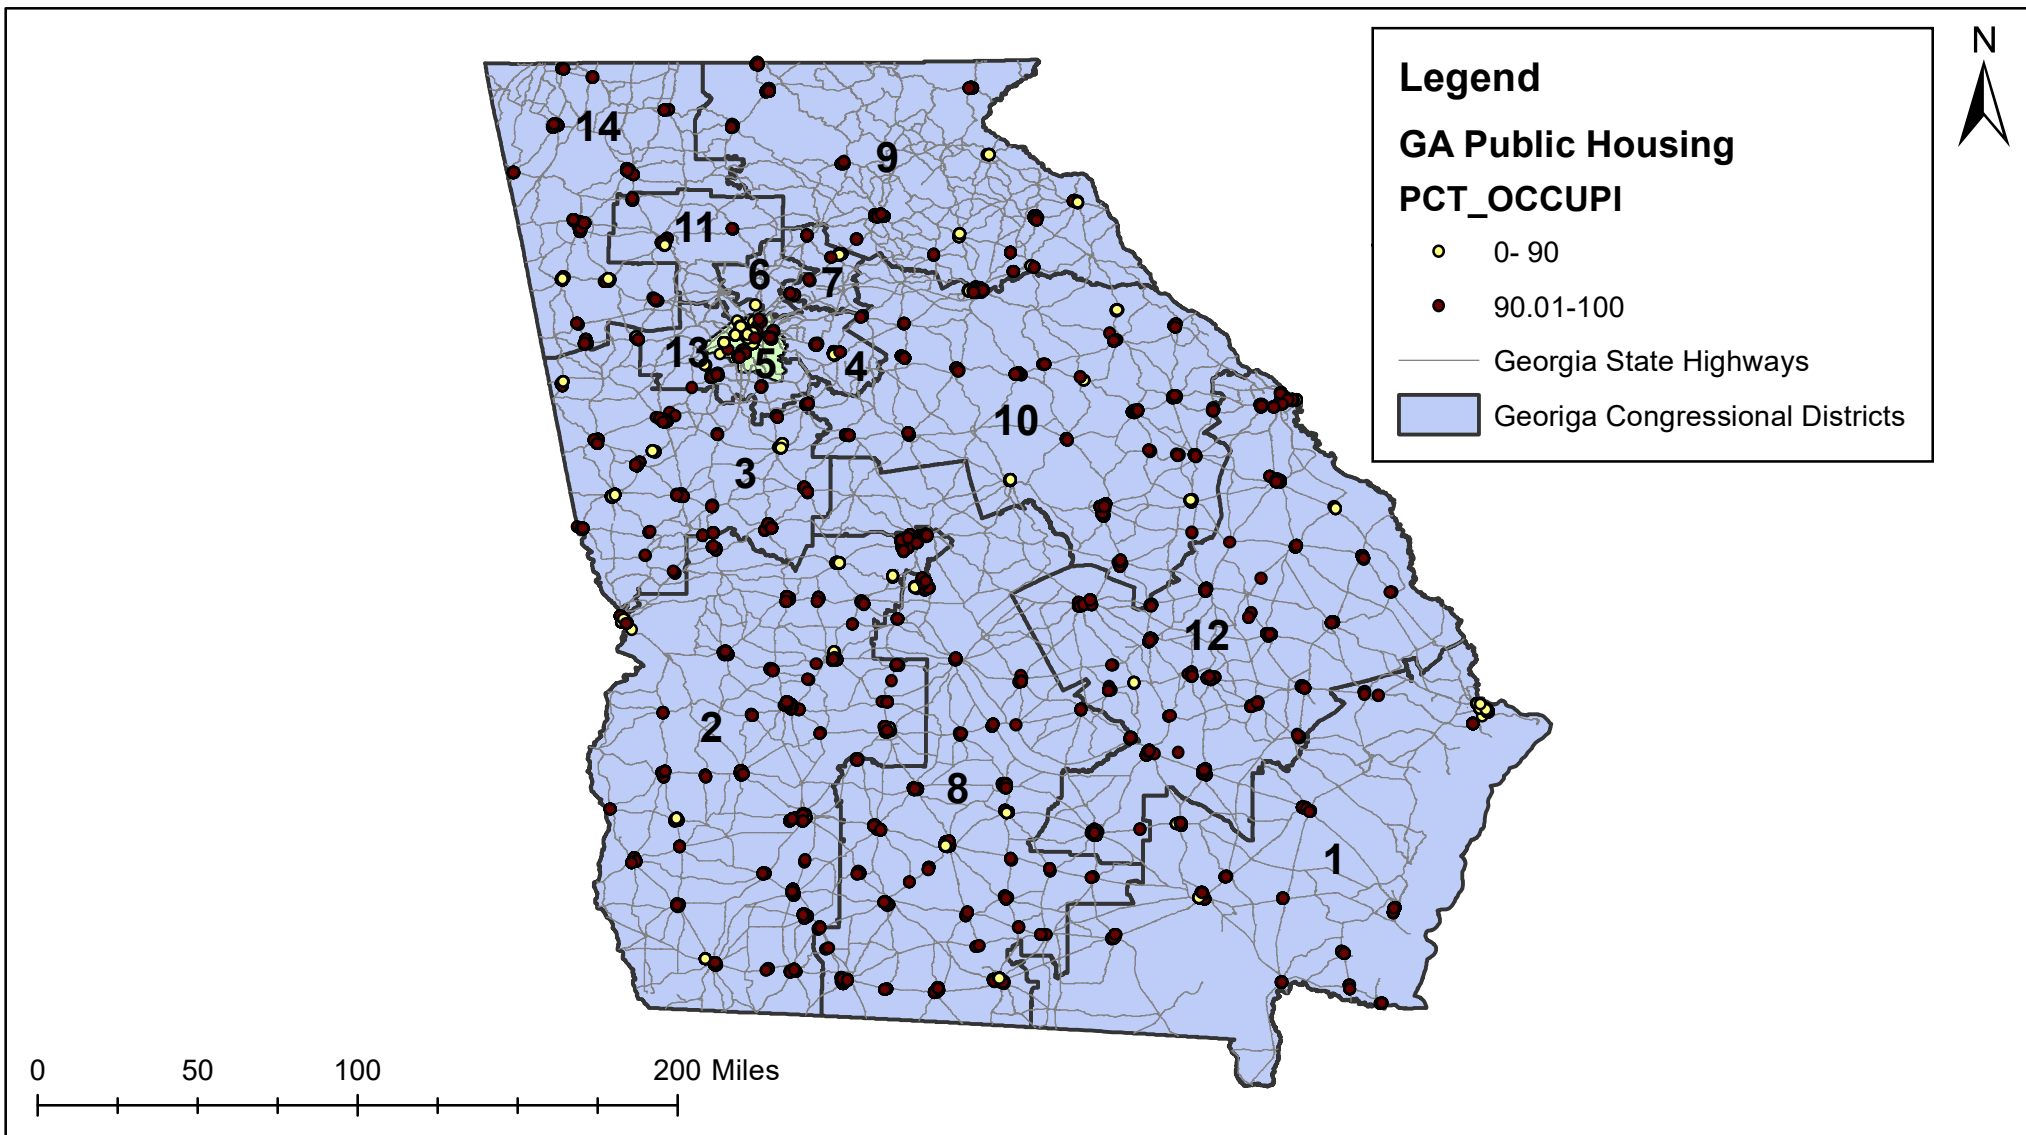 N
Legend
GA Public Housing
PCT_OCCUPI
0- 90
90.01-100
Georgia State Highways
Georiga Congressional Districts
14
9
11
6
7
13
5
4
10
3
12
2
8
1
0 50 100 200 Miles